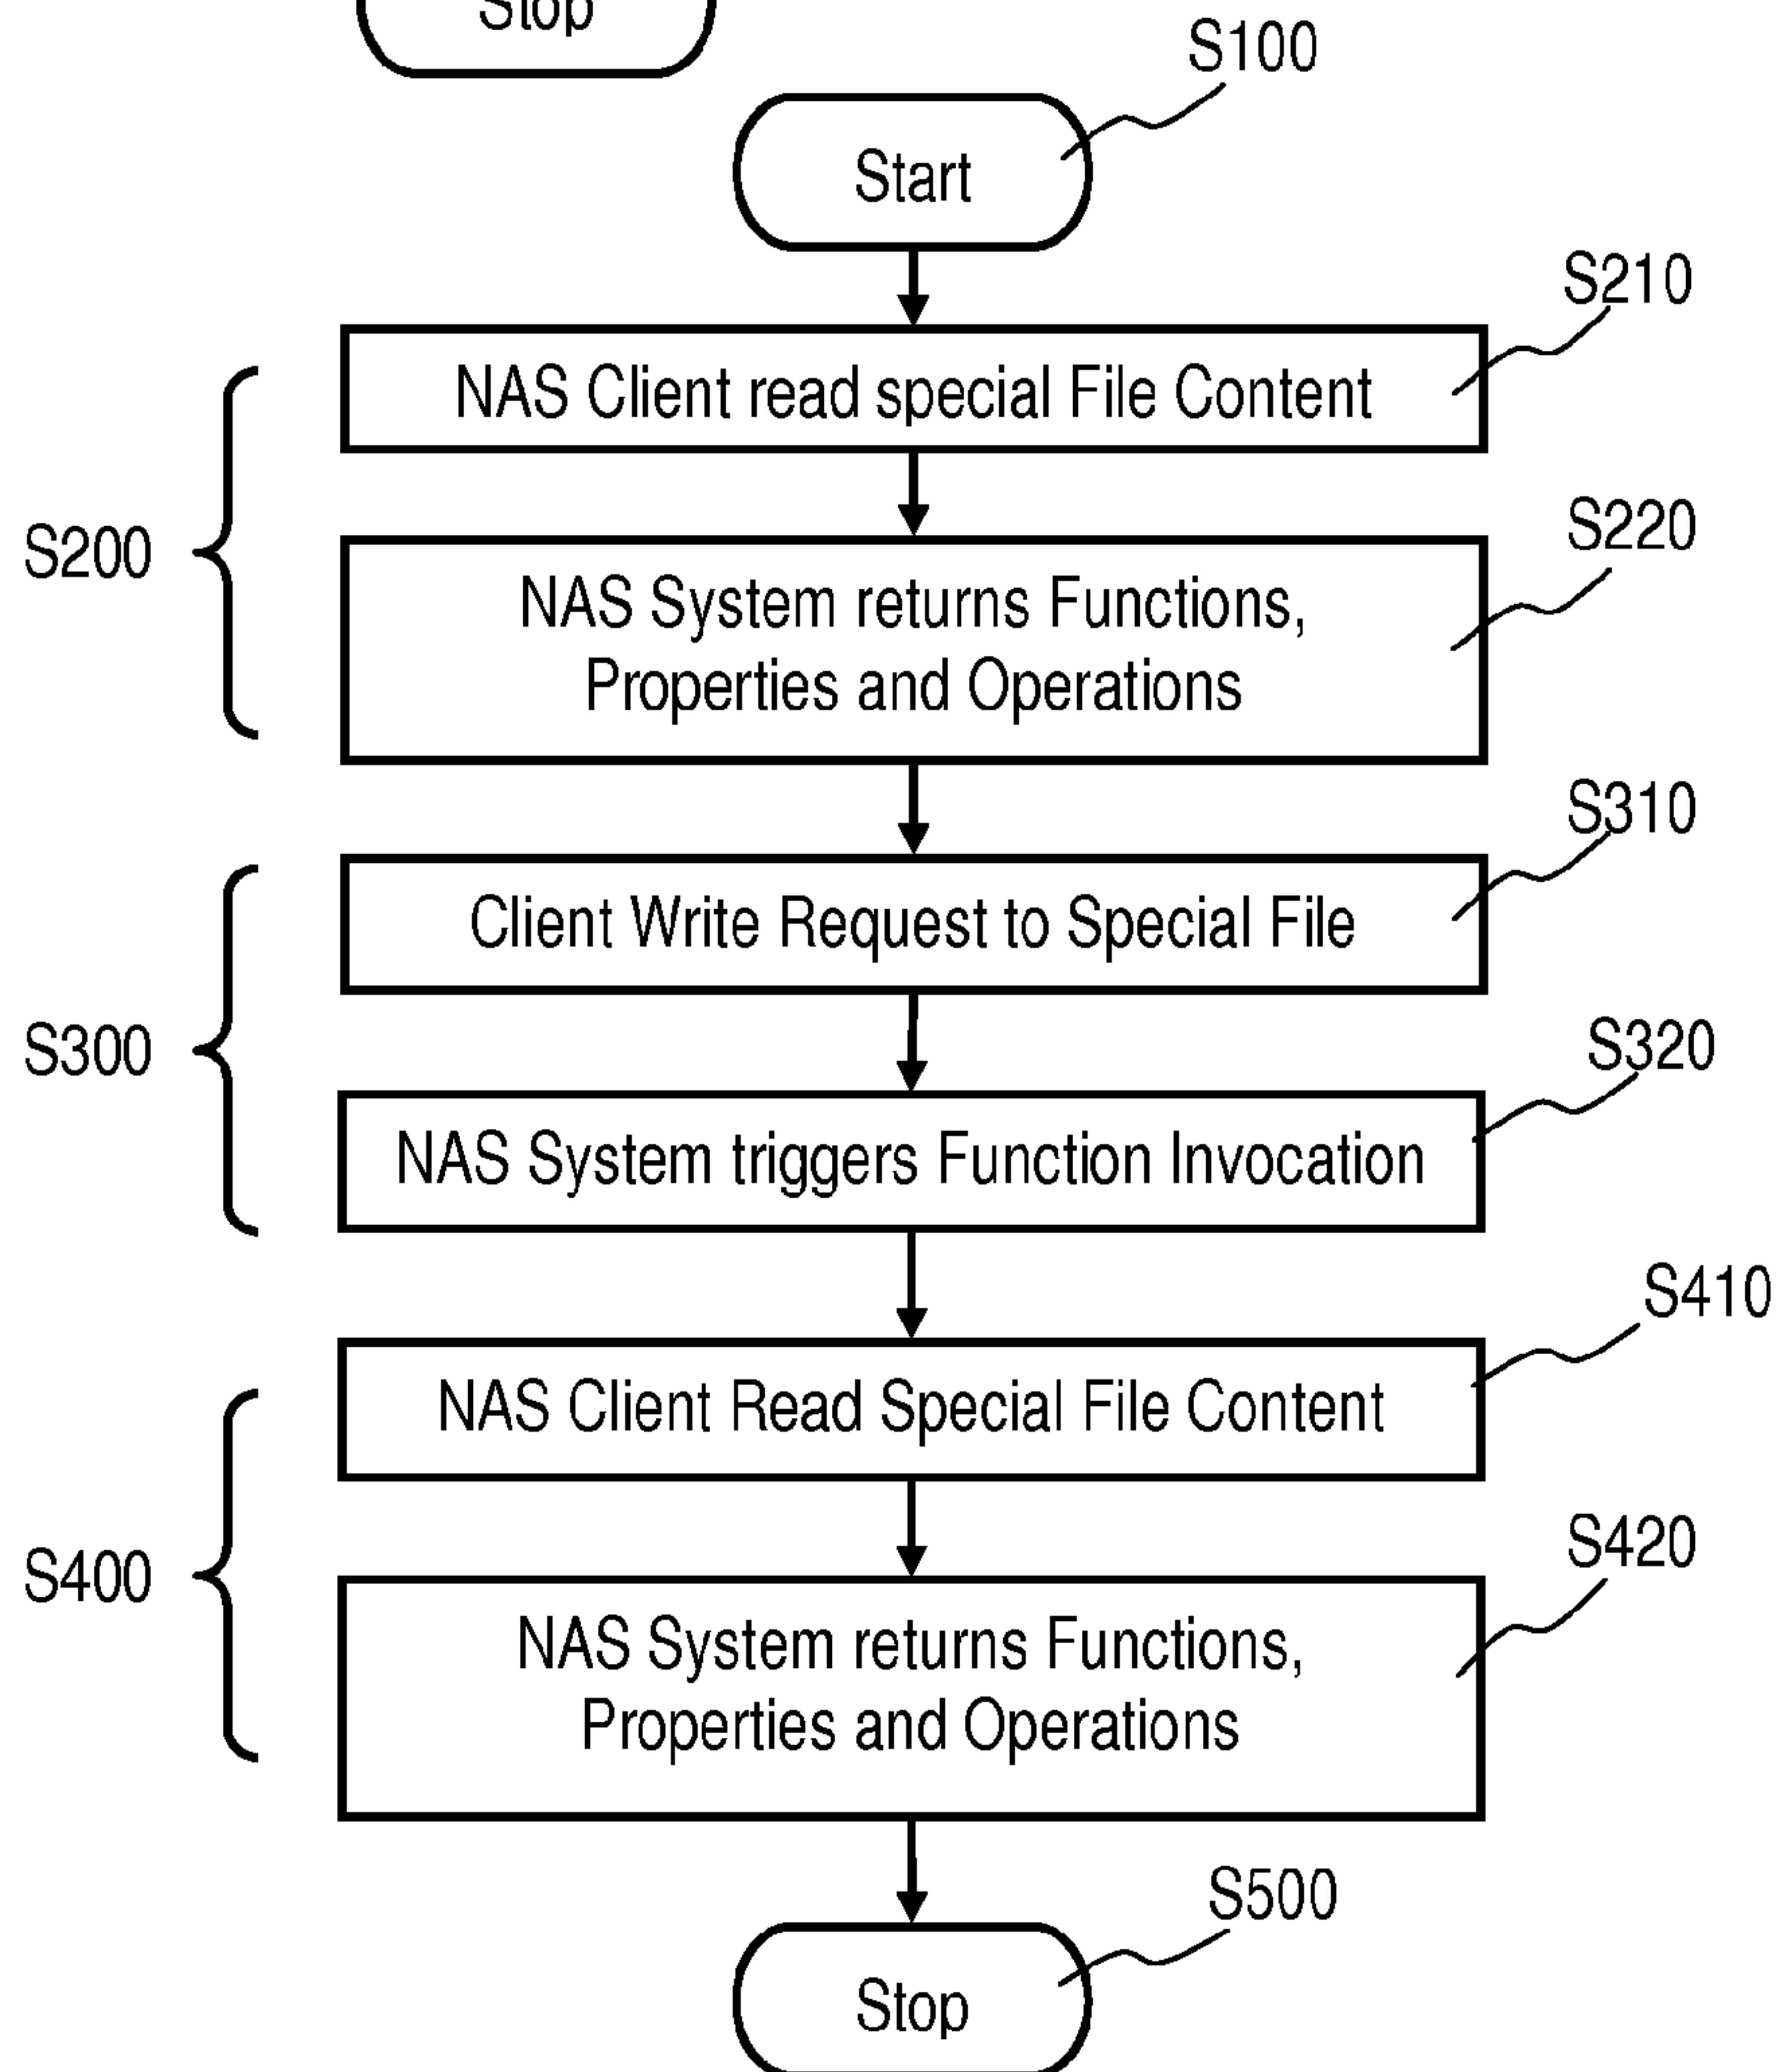 Stop
S100
Start
S210
NAS Client read special File Content
S200
S220
NAS System returns Functions,
Properties and Operations
S310
Client Write Request to Special File
S300
S320
NAS System triggers Function Invocation
S410
NAS Client Read Special File Content
S400
S420
NAS System returns Functions,
Properties and Operations
S500
Stop